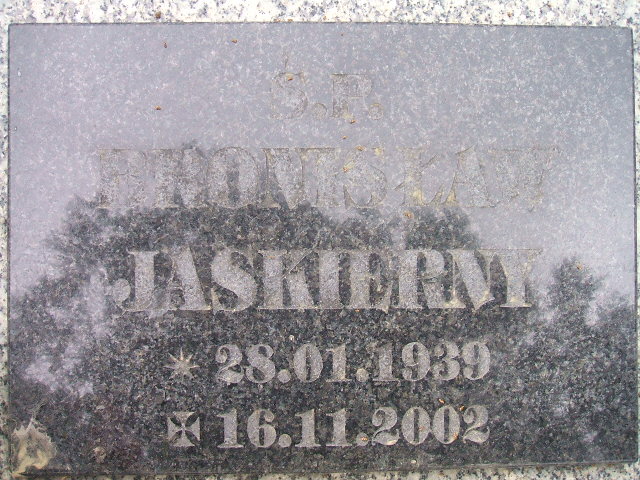 Ś.P.
BRONISŁAW
JASKIERNY
* 28.01.1939
✠ 16.11.2002